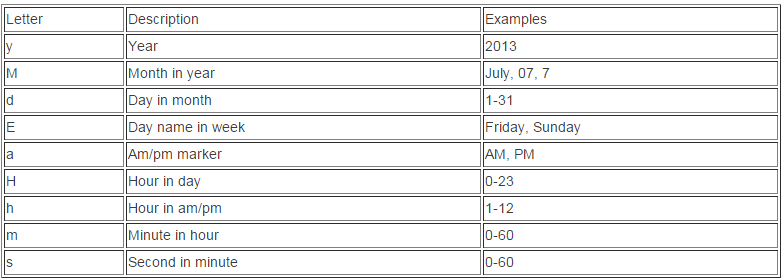 Letter Description Examples
y Year 2013
M Month in year July, 07, 7
d Day in month 1-31
E Day name in week Friday, Sunday
a Am/pm marker AM, PM
H Hour in day 0-23
h Hour in am/pm 1-12
m Minute in hour 0-60
s Second in minute 0-60